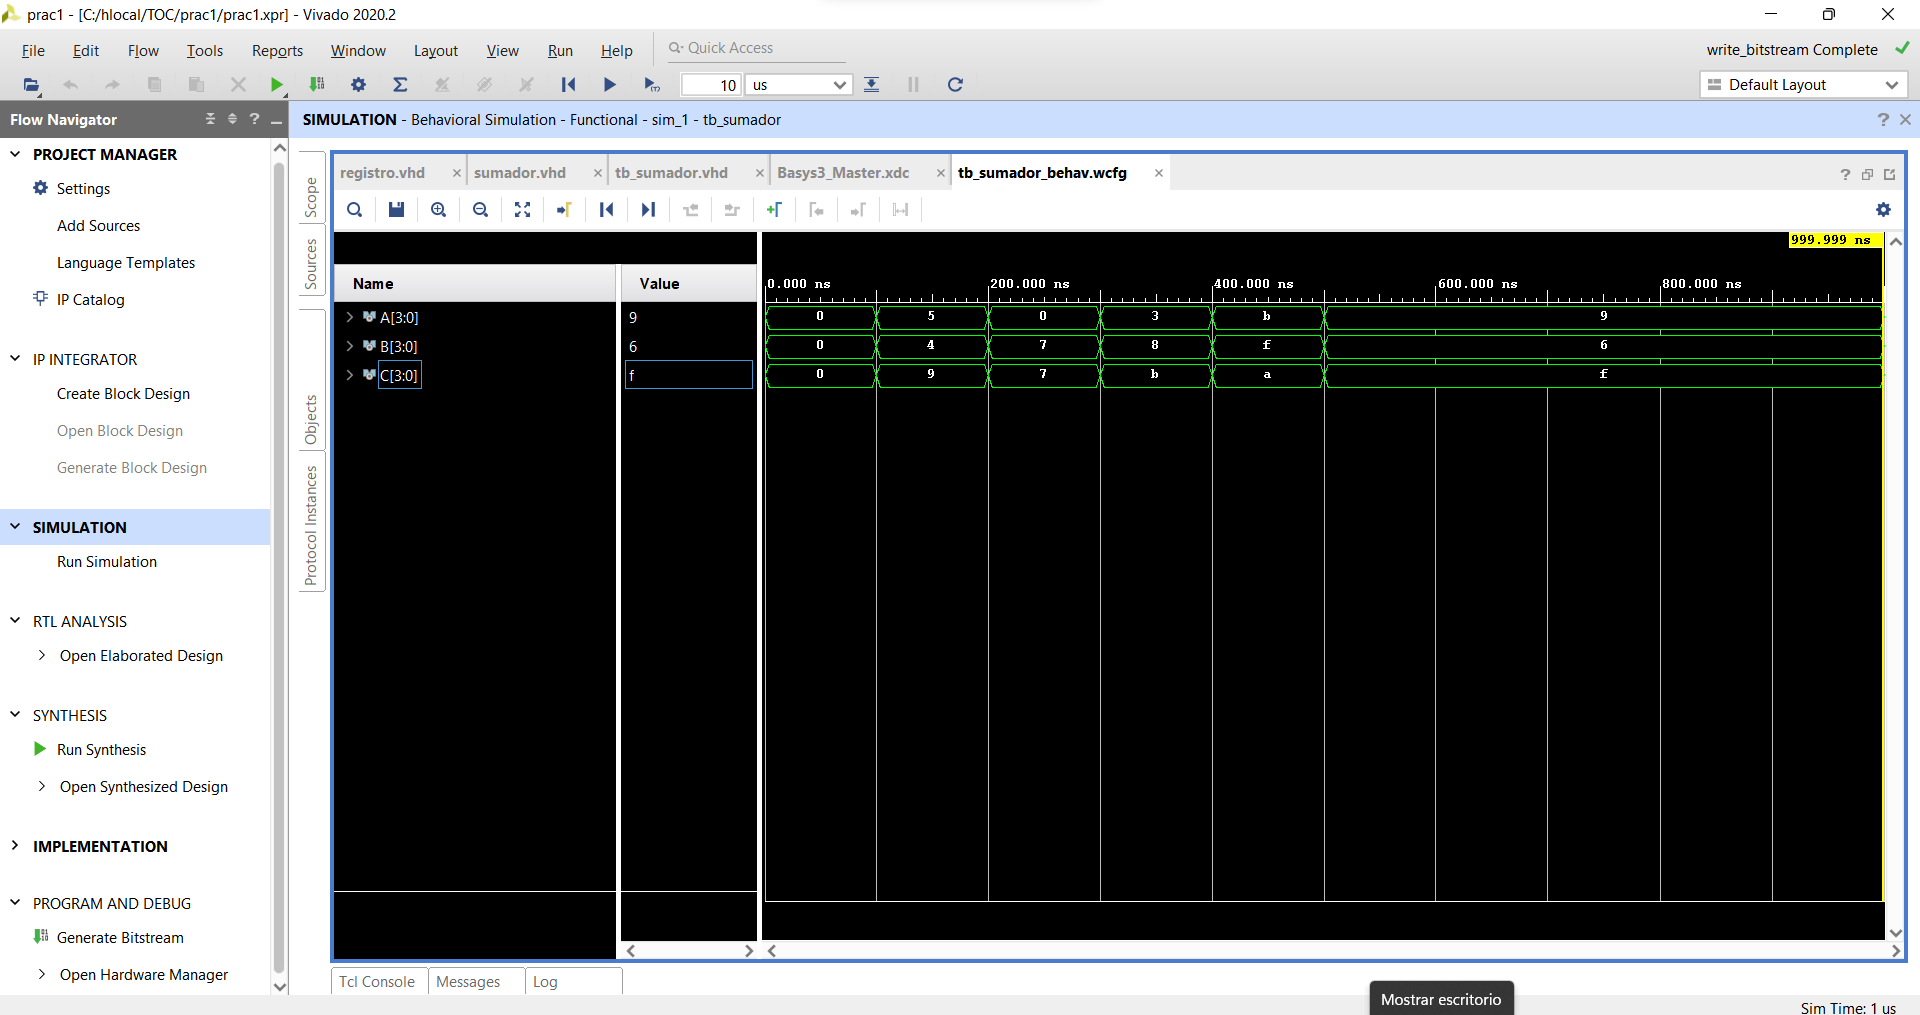 prac1 - [C:/hlocal/TOC/prac1/prac1.xpr] - Vivado 2020.2
File Edit Flow Tools Reports Window Layout View Run Help Quick Access
write_bitstream Complete
10 us
Default Layout
Flow Navigator
SIMULATION - Behavioral Simulation - Functional - sim_1 - tb_sumador
PROJECT MANAGER
Settings
Add Sources
Language Templates
IP Catalog
IP INTEGRATOR
Create Block Design
Open Block Design
Generate Block Design
SIMULATION
Run Simulation
RTL ANALYSIS
Open Elaborated Design
SYNTHESIS
Run Synthesis
Open Synthesized Design
IMPLEMENTATION
PROGRAM AND DEBUG
Generate Bitstream
Open Hardware Manager
Scope
Sources
Objects
Protocol Instances
registro.vhd sumador.vhd tb_sumador.vhd Basys3_Master.xdc tb_sumador_behav.wcfg
999.999 ns
Name Value
0.000 ns 200.000 ns 400.000 ns 600.000 ns 800.000 ns
A[3:0] 9 0 5 0 3 b 9
B[3:0] 6 0 4 7 8 f 6
C[3:0] f 0 9 7 b a f
Tcl Console Messages Log
Mostrar escritorio
Sim Time: 1 us